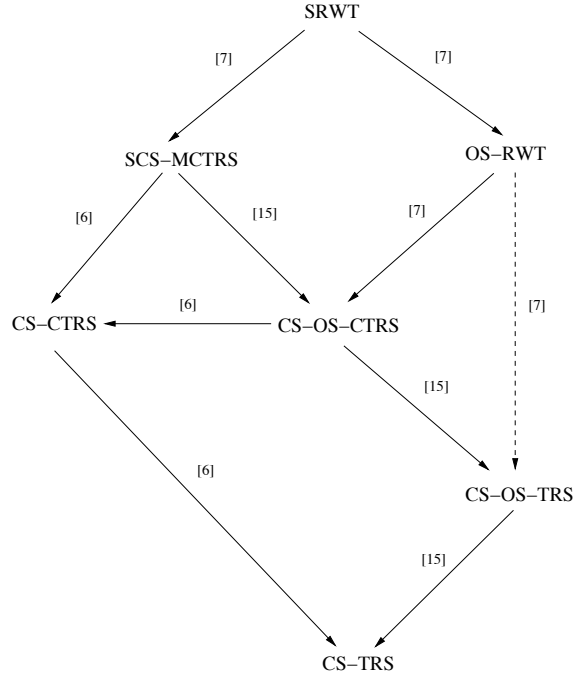 SRWT
[7]
[7]
SCS−MCTRS
OS−RWT
[6]
[15]
[7]
[6]
[7]
CS−CTRS
CS−OS−CTRS
[15]
[6]
CS−OS−TRS
[15]
CS−TRS